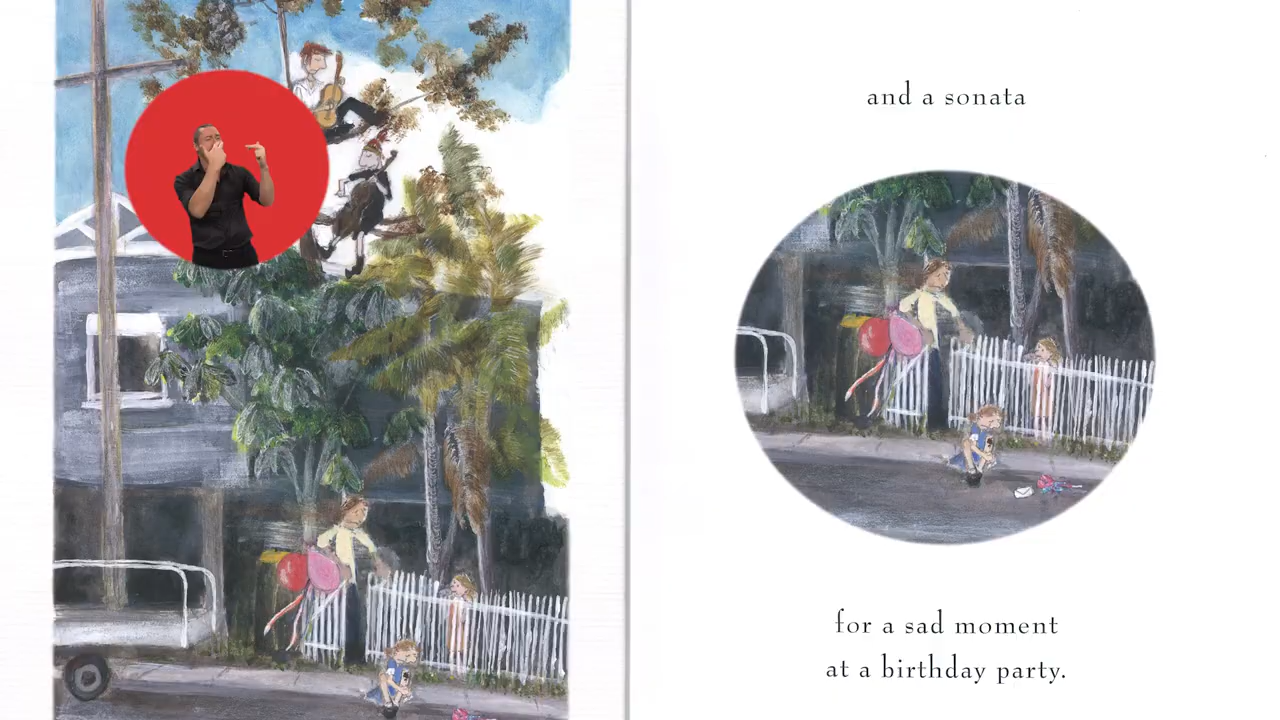 and a sonata
for a sad moment
at a birthday party.